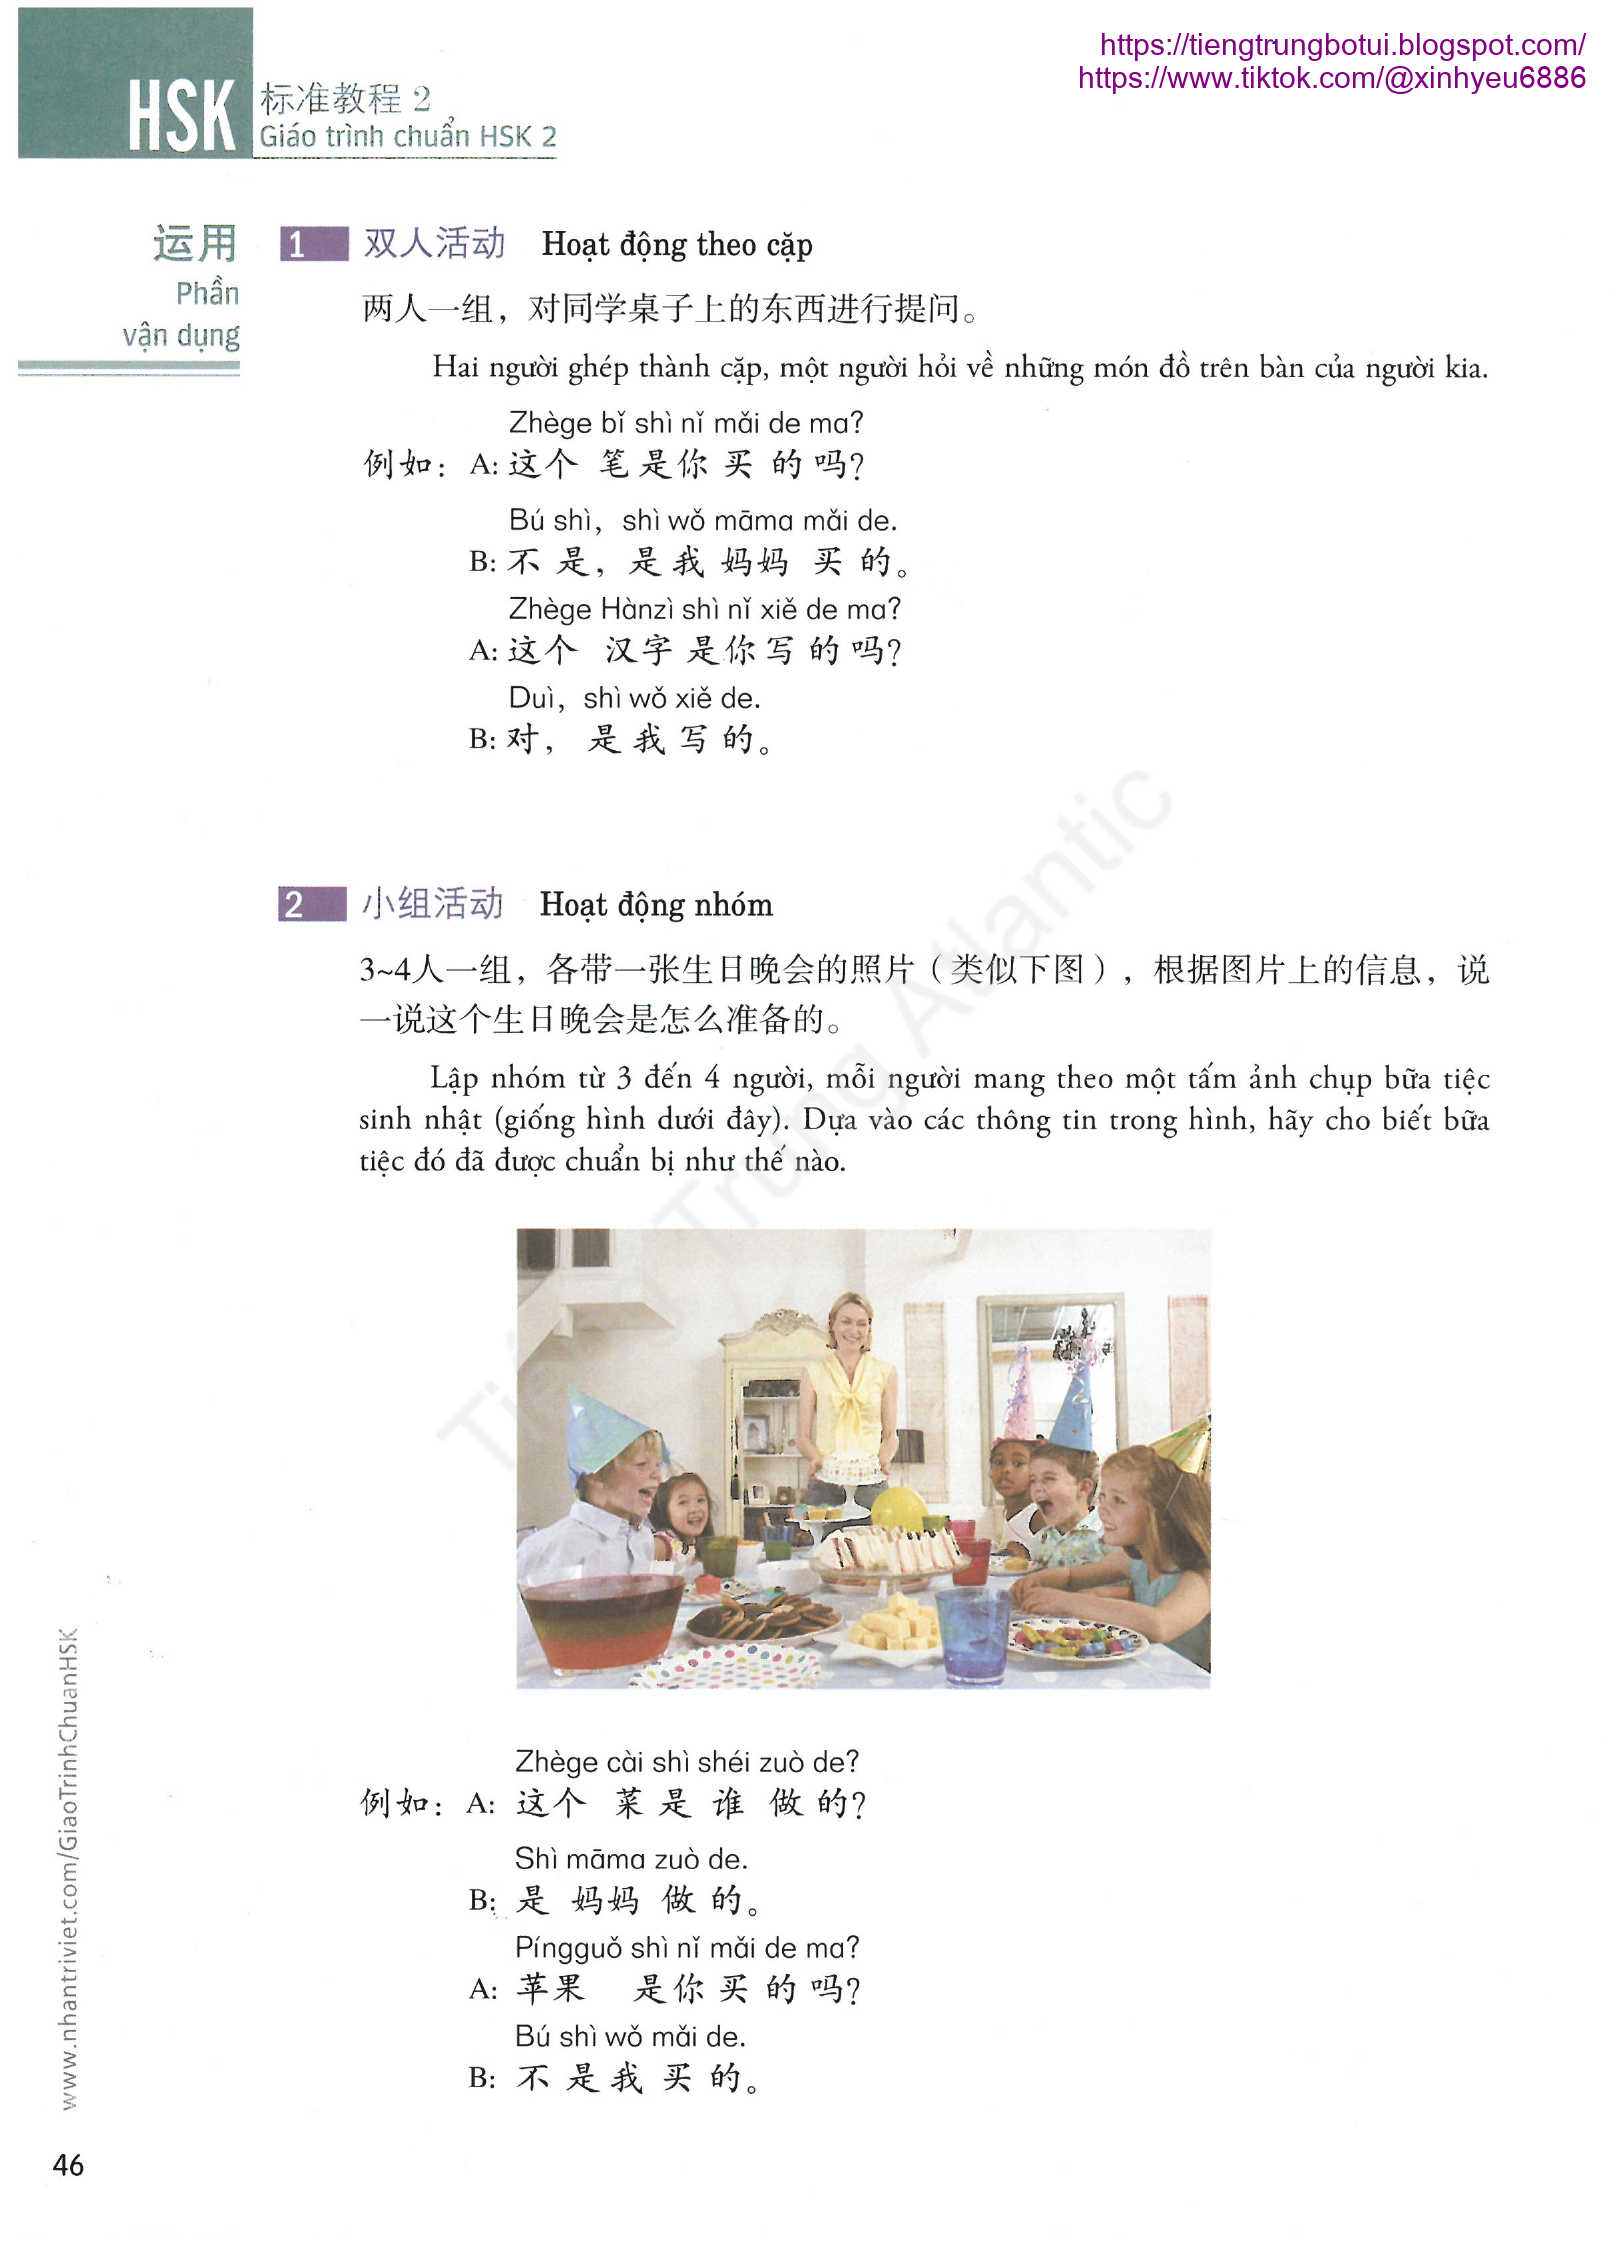 https://tiengtrungbotui.blogspot.com/
https://www.tiktok.com/@xinhyeu6886
HSK 标准教程 2
Giáo trình chuẩn HSK 2
运用
Phần
vận dụng
1 双人活动 Hoạt động theo cặp
两人一组，对同学桌子上的东西进行提问。
Hai người ghép thành cặp, một người hỏi về những món đồ trên bàn của người kia.
Zhège bǐ shì nǐ mǎi de ma?
例如：A: 这个 笔 是 你 买 的 吗?
Bú shì, shì wǒ māma mǎi de.
B: 不 是，是 我 妈妈 买 的。
Zhège Hànzì shì nǐ xiě de ma?
A: 这个 汉字 是 你 写 的 吗?
Duì, shì wǒ xiě de.
B: 对，是 我 写 的。
2 小组活动 Hoạt động nhóm
3~4人一组，各带一张生日晚会的照片（类似下图），根据图片上的信息，说
一说这个生日晚会是怎么准备的。
Lập nhóm từ 3 đến 4 người, mỗi người mang theo một tấm ảnh chụp bữa tiệc
sinh nhật (giống hình dưới đây). Dựa vào các thông tin trong hình, hãy cho biết bữa
tiệc đó đã được chuẩn bị như thế nào.
Tiếng Trung Atlantic
Zhège cài shì shéi zuò de?
例如：A: 这个 菜 是 谁 做 的?
Shì māma zuò de.
B: 是 妈妈 做 的。
Píngguǒ shì nǐ mǎi de ma?
A: 苹果 是 你 买 的 吗?
Bú shì wǒ mǎi de.
B: 不 是 我 买 的。
www.nhantriviet.com/GiaoTrinhChuanHSK
46